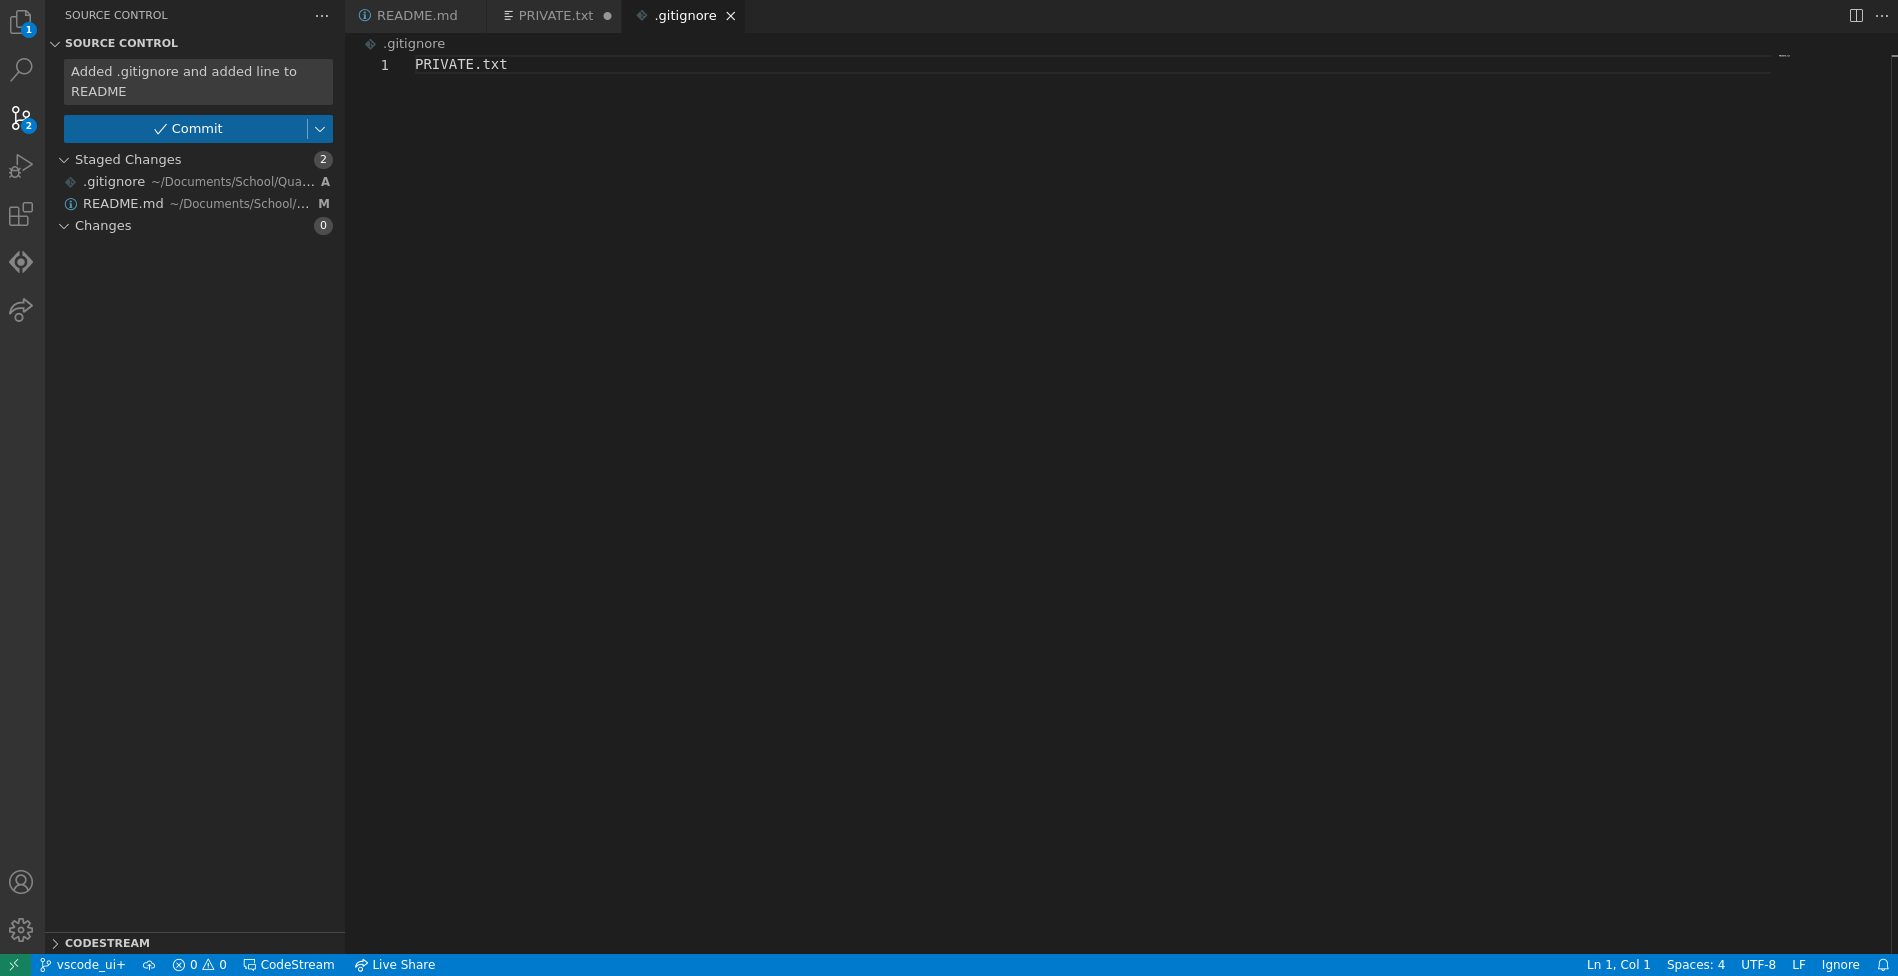 SOURCE CONTROL
SOURCE CONTROL
Added .gitignore and added line to
README
Commit
Staged Changes 2
.gitignore ~/Documents/School/Qua... A
README.md ~/Documents/School/... M
Changes 0
1
2
CODESTREAM
README.md PRIVATE.txt .gitignore
.gitignore
1 PRIVATE.txt
vscode_ui+ 0 0 CodeStream Live Share Ln 1, Col 1 Spaces: 4 UTF-8 LF Ignore